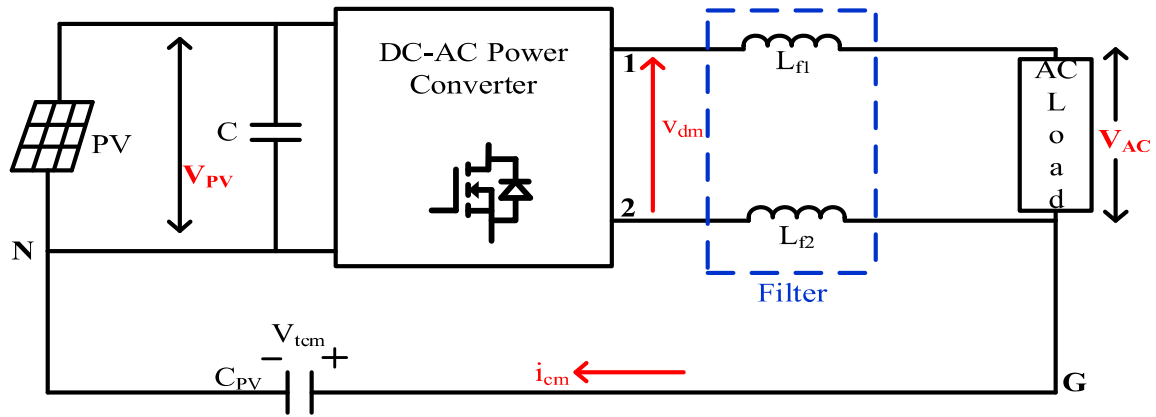 DC-AC Power
Converter
PV
V_PV
C
1
v_dm
2
L_f1
L_f2
Filter
AC
L
o
a
d
V_AC
N
V_tcm
− +
C_PV
i_cm
G